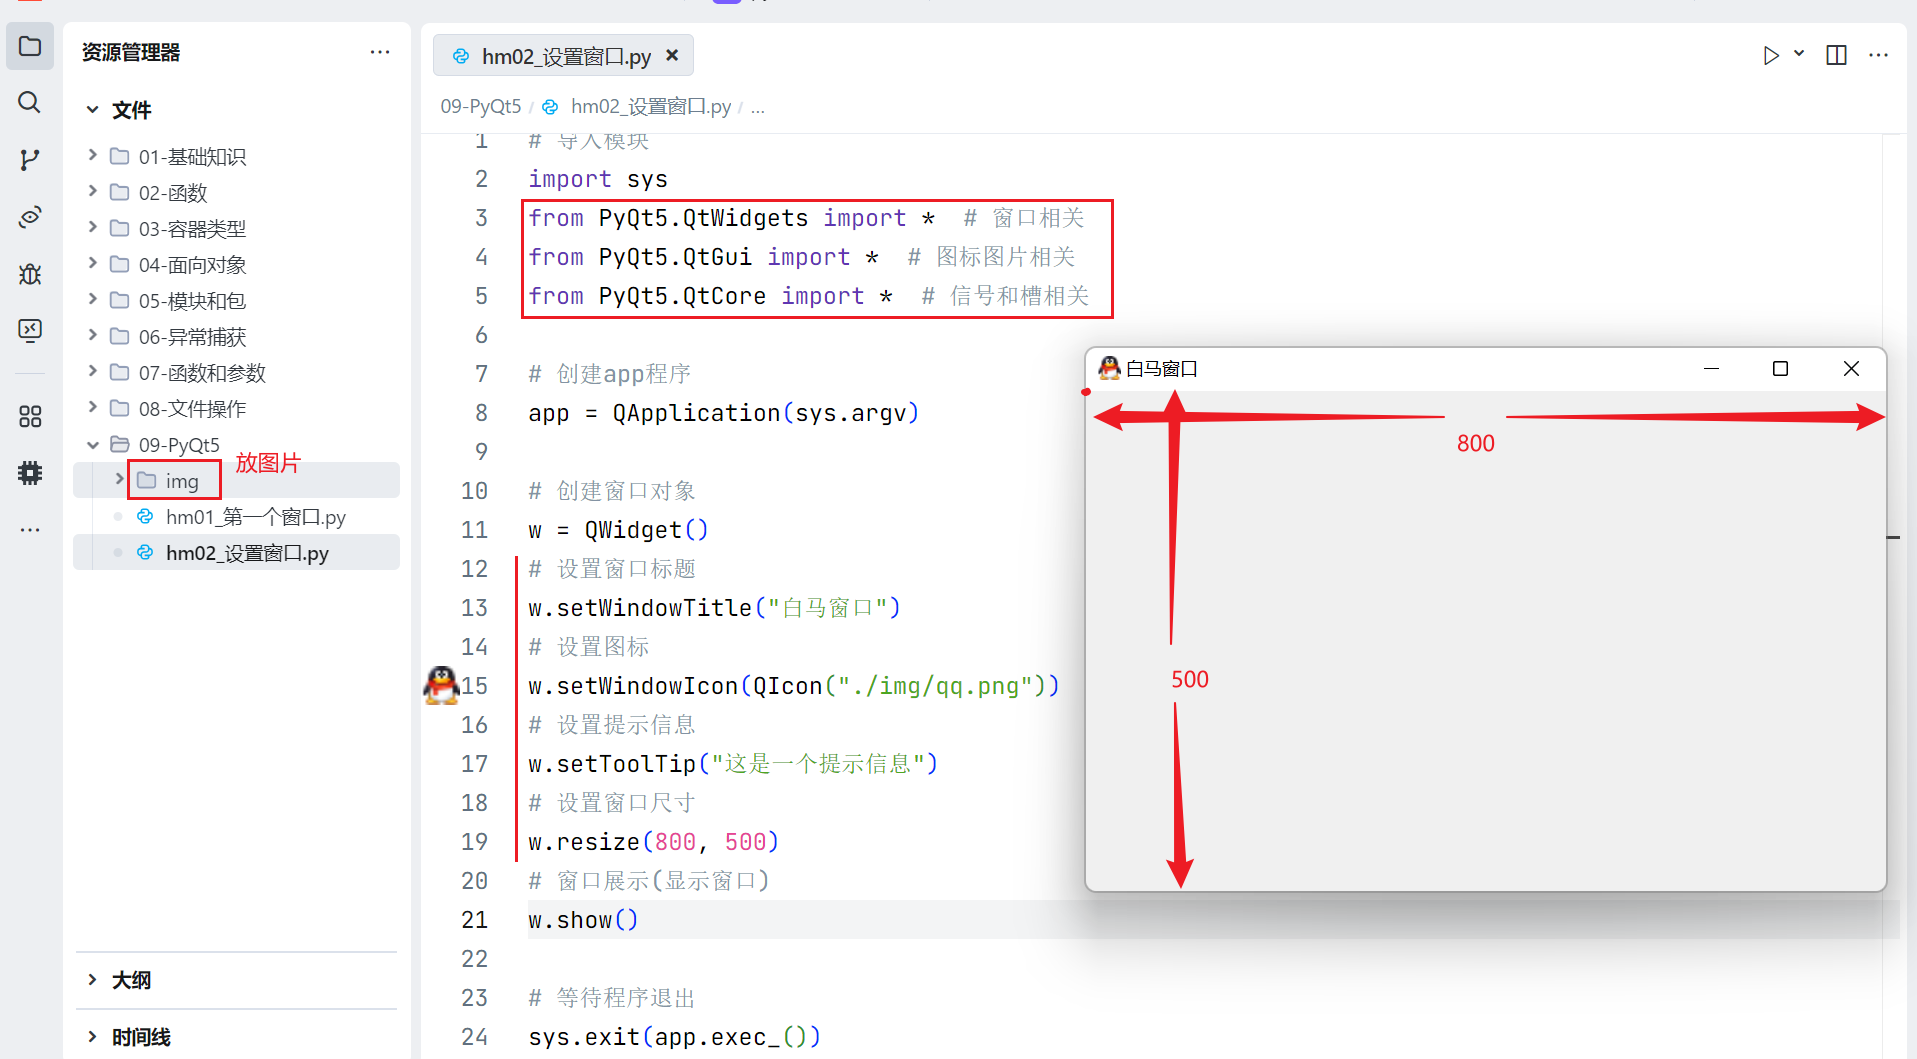 资源管理器
文件
01-基础知识
02-函数
03-容器类型
04-面向对象
05-模块和包
06-异常捕获
07-函数和参数
08-文件操作
09-PyQt5
img
放图片
hm01_第一个窗口.py
hm02_设置窗口.py
大纲
时间线
hm02_设置窗口.py
09-PyQt5 / hm02_设置窗口.py / ...
1 # 导入模块
2 import sys
3 from PyQt5.QtWidgets import * # 窗口相关
4 from PyQt5.QtGui import * # 图标图片相关
5 from PyQt5.QtCore import * # 信号和槽相关
6
7 # 创建app程序
8 app = QApplication(sys.argv)
9
10 # 创建窗口对象
11 w = QWidget()
12 # 设置窗口标题
13 w.setWindowTitle("白马窗口")
14 # 设置图标
15 w.setWindowIcon(QIcon("./img/qq.png"))
16 # 设置提示信息
17 w.setToolTip("这是一个提示信息")
18 # 设置窗口尺寸
19 w.resize(800, 500)
20 # 窗口展示(显示窗口)
21 w.show()
22
23 # 等待程序退出
24 sys.exit(app.exec_())
白马窗口
800
500